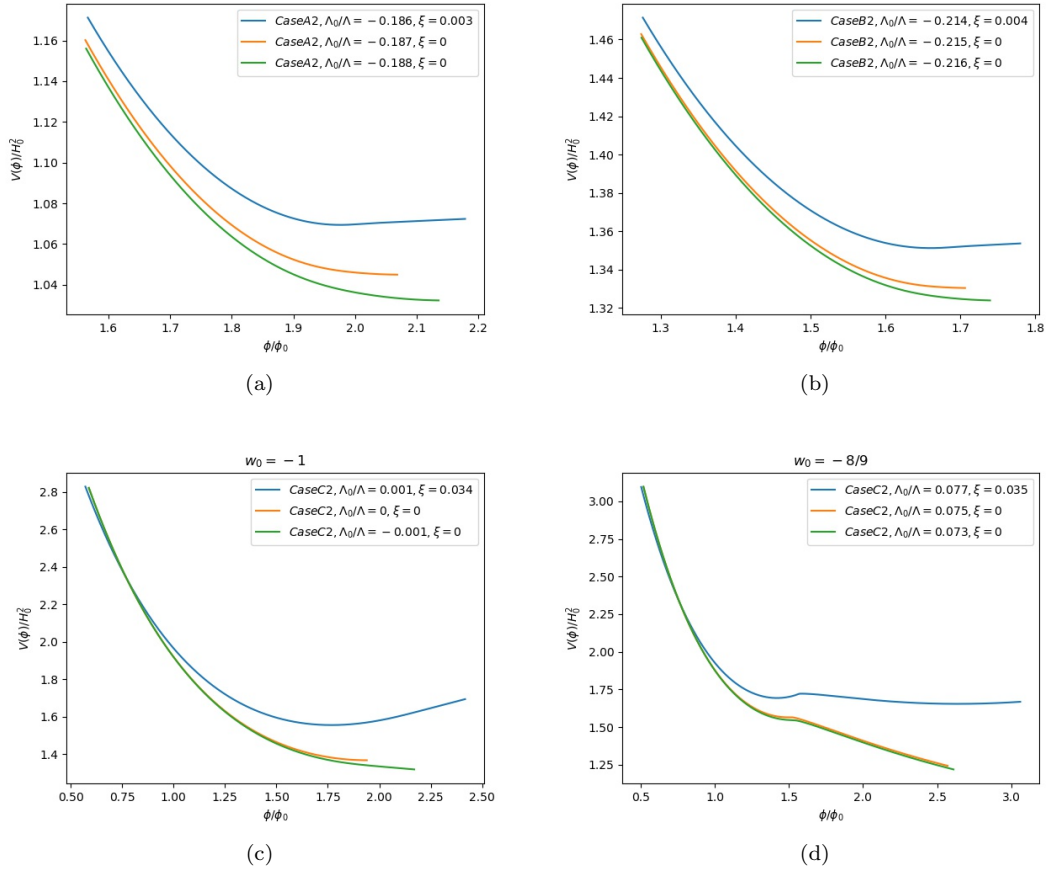 CaseA2, Λ₀/Λ = −0.186, ξ = 0.003
CaseA2, Λ₀/Λ = −0.187, ξ = 0
CaseA2, Λ₀/Λ = −0.188, ξ = 0
1.16
1.14
1.12
1.10
1.08
1.06
1.04
V(ϕ)/H₀²
1.6 1.7 1.8 1.9 2.0 2.1 2.2
ϕ/ϕ₀
(a)
CaseB2, Λ₀/Λ = −0.214, ξ = 0.004
CaseB2, Λ₀/Λ = −0.215, ξ = 0
CaseB2, Λ₀/Λ = −0.216, ξ = 0
1.46
1.44
1.42
1.40
1.38
1.36
1.34
1.32
V(ϕ)/H₀²
1.3 1.4 1.5 1.6 1.7 1.8
ϕ/ϕ₀
(b)
w₀ = −1
CaseC2, Λ₀/Λ = 0.001, ξ = 0.034
CaseC2, Λ₀/Λ = 0, ξ = 0
CaseC2, Λ₀/Λ = −0.001, ξ = 0
2.8
2.6
2.4
2.2
2.0
1.8
1.6
1.4
V(ϕ)/H₀²
0.50 0.75 1.00 1.25 1.50 1.75 2.00 2.25 2.50
ϕ/ϕ₀
(c)
w₀ = −8/9
CaseC2, Λ₀/Λ = 0.077, ξ = 0.035
CaseC2, Λ₀/Λ = 0.075, ξ = 0
CaseC2, Λ₀/Λ = 0.073, ξ = 0
3.00
2.75
2.50
2.25
2.00
1.75
1.50
1.25
V(ϕ)/H₀²
0.5 1.0 1.5 2.0 2.5 3.0
ϕ/ϕ₀
(d)